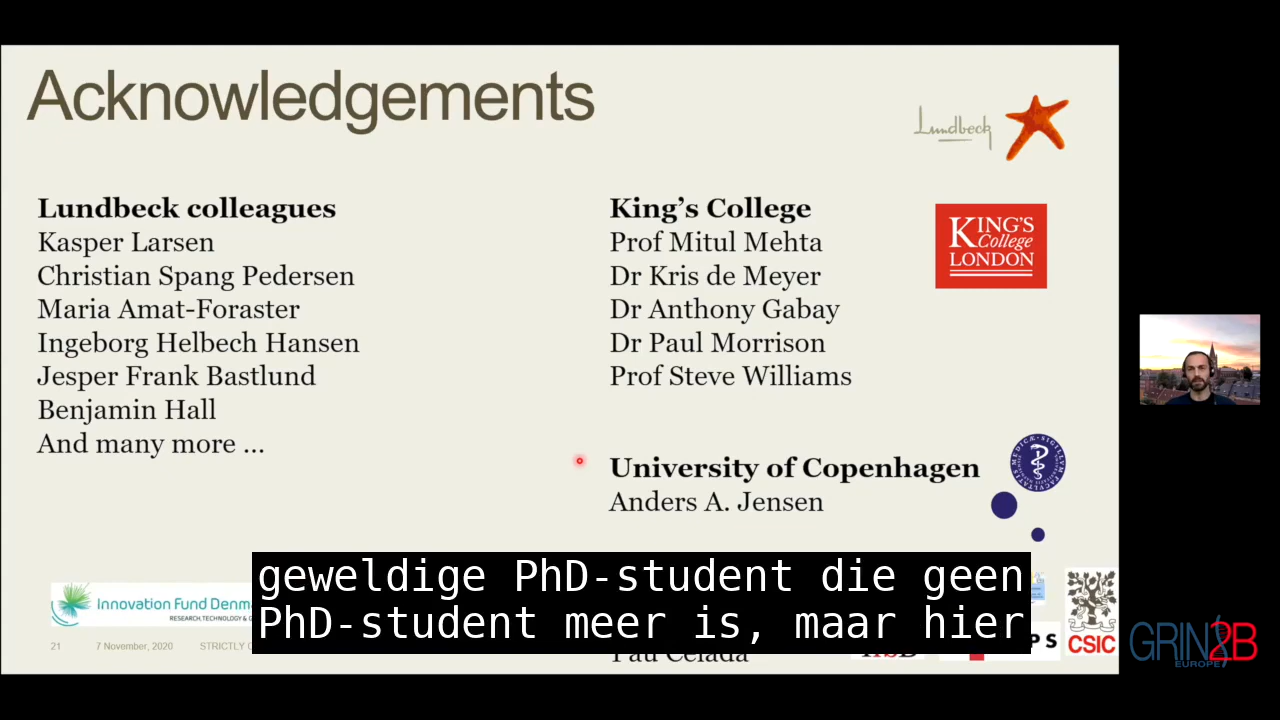 Acknowledgements
Lundbeck
Lundbeck colleagues
Kasper Larsen
Christian Spang Pedersen
Maria Amat-Foraster
Ingeborg Helbech Hansen
Jesper Frank Bastlund
Benjamin Hall
And many more ...
King's College
Prof Mitul Mehta
Dr Kris de Meyer
Dr Anthony Gabay
Dr Paul Morrison
Prof Steve Williams
KING'S
College
LONDON
University of Copenhagen
Anders A. Jensen
Innovation Fund
RESEARCH, TECHNOLOGY &
geweldige PhD-student die geen
PhD-student meer is, maar hier
21 7 November, 2020 STRICTLY
Pau Celada
CSIC
GRIN2B
EUROPE